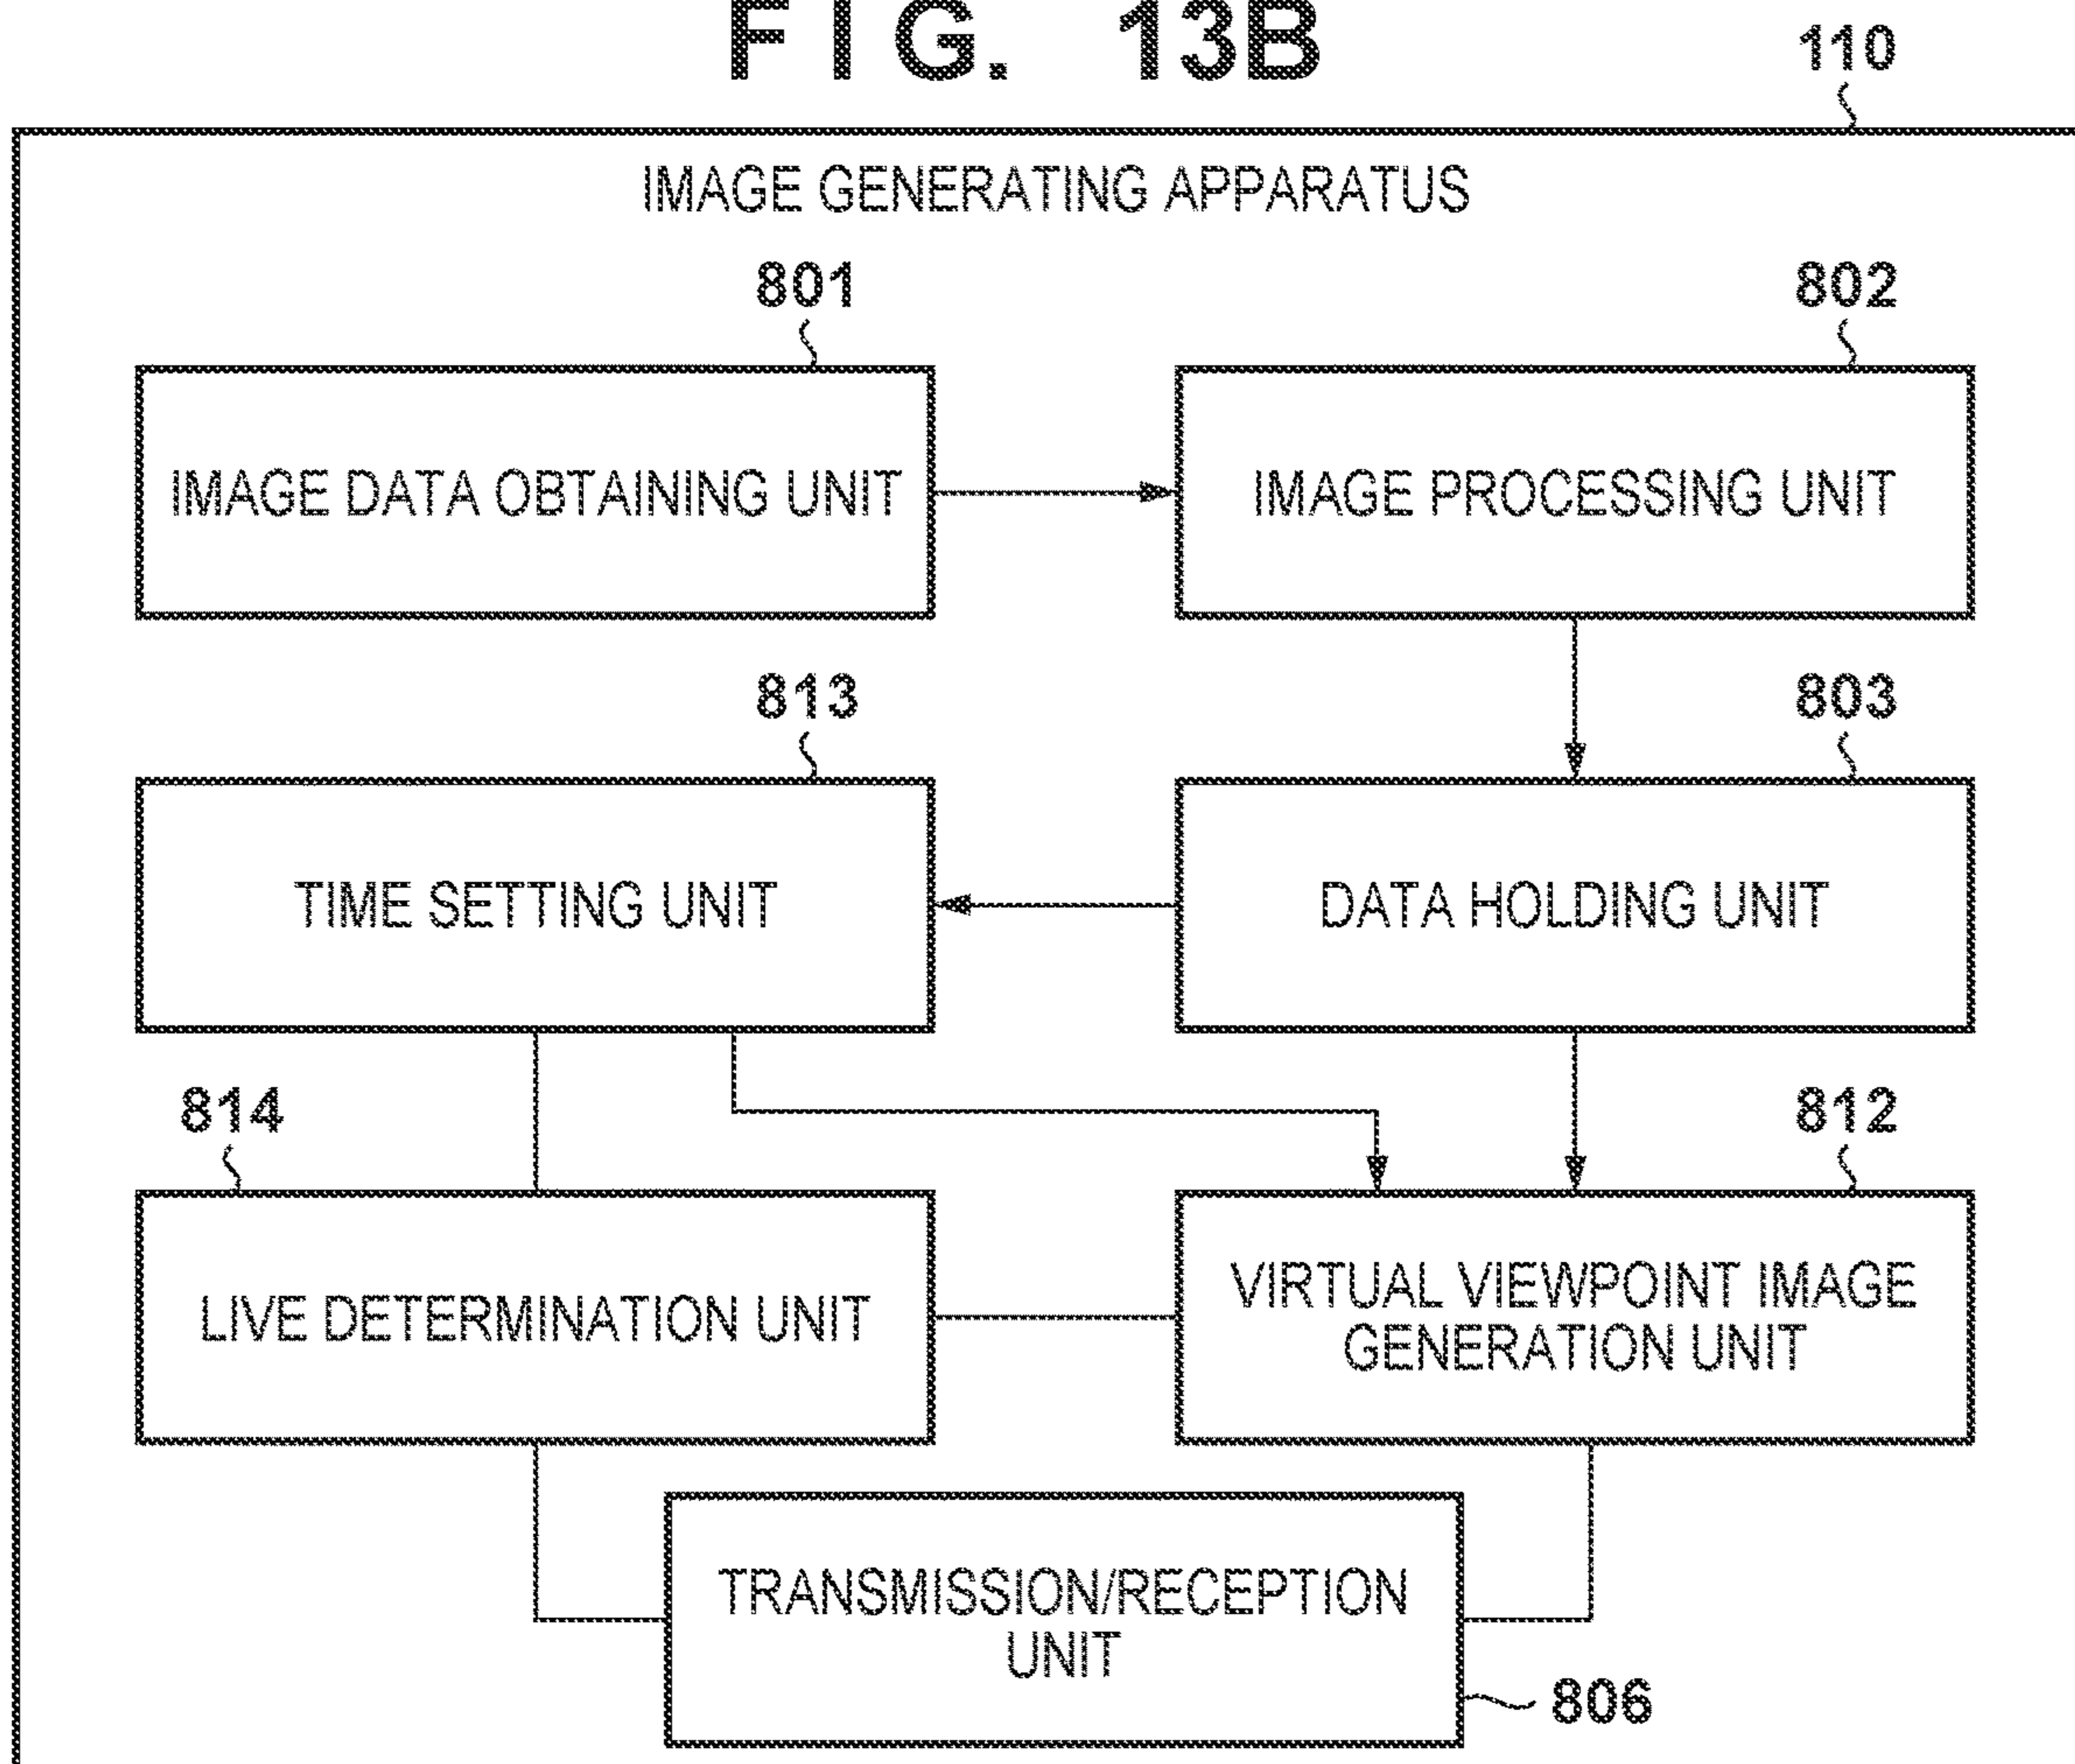 FIG. 13B
110
IMAGE GENERATING APPARATUS
801
802
IMAGE DATA OBTAINING UNIT
IMAGE PROCESSING UNIT
813
803
TIME SETTING UNIT
DATA HOLDING UNIT
814
812
LIVE DETERMINATION UNIT
VIRTUAL VIEWPOINT IMAGE
GENERATION UNIT
TRANSMISSION/RECEPTION
UNIT
806